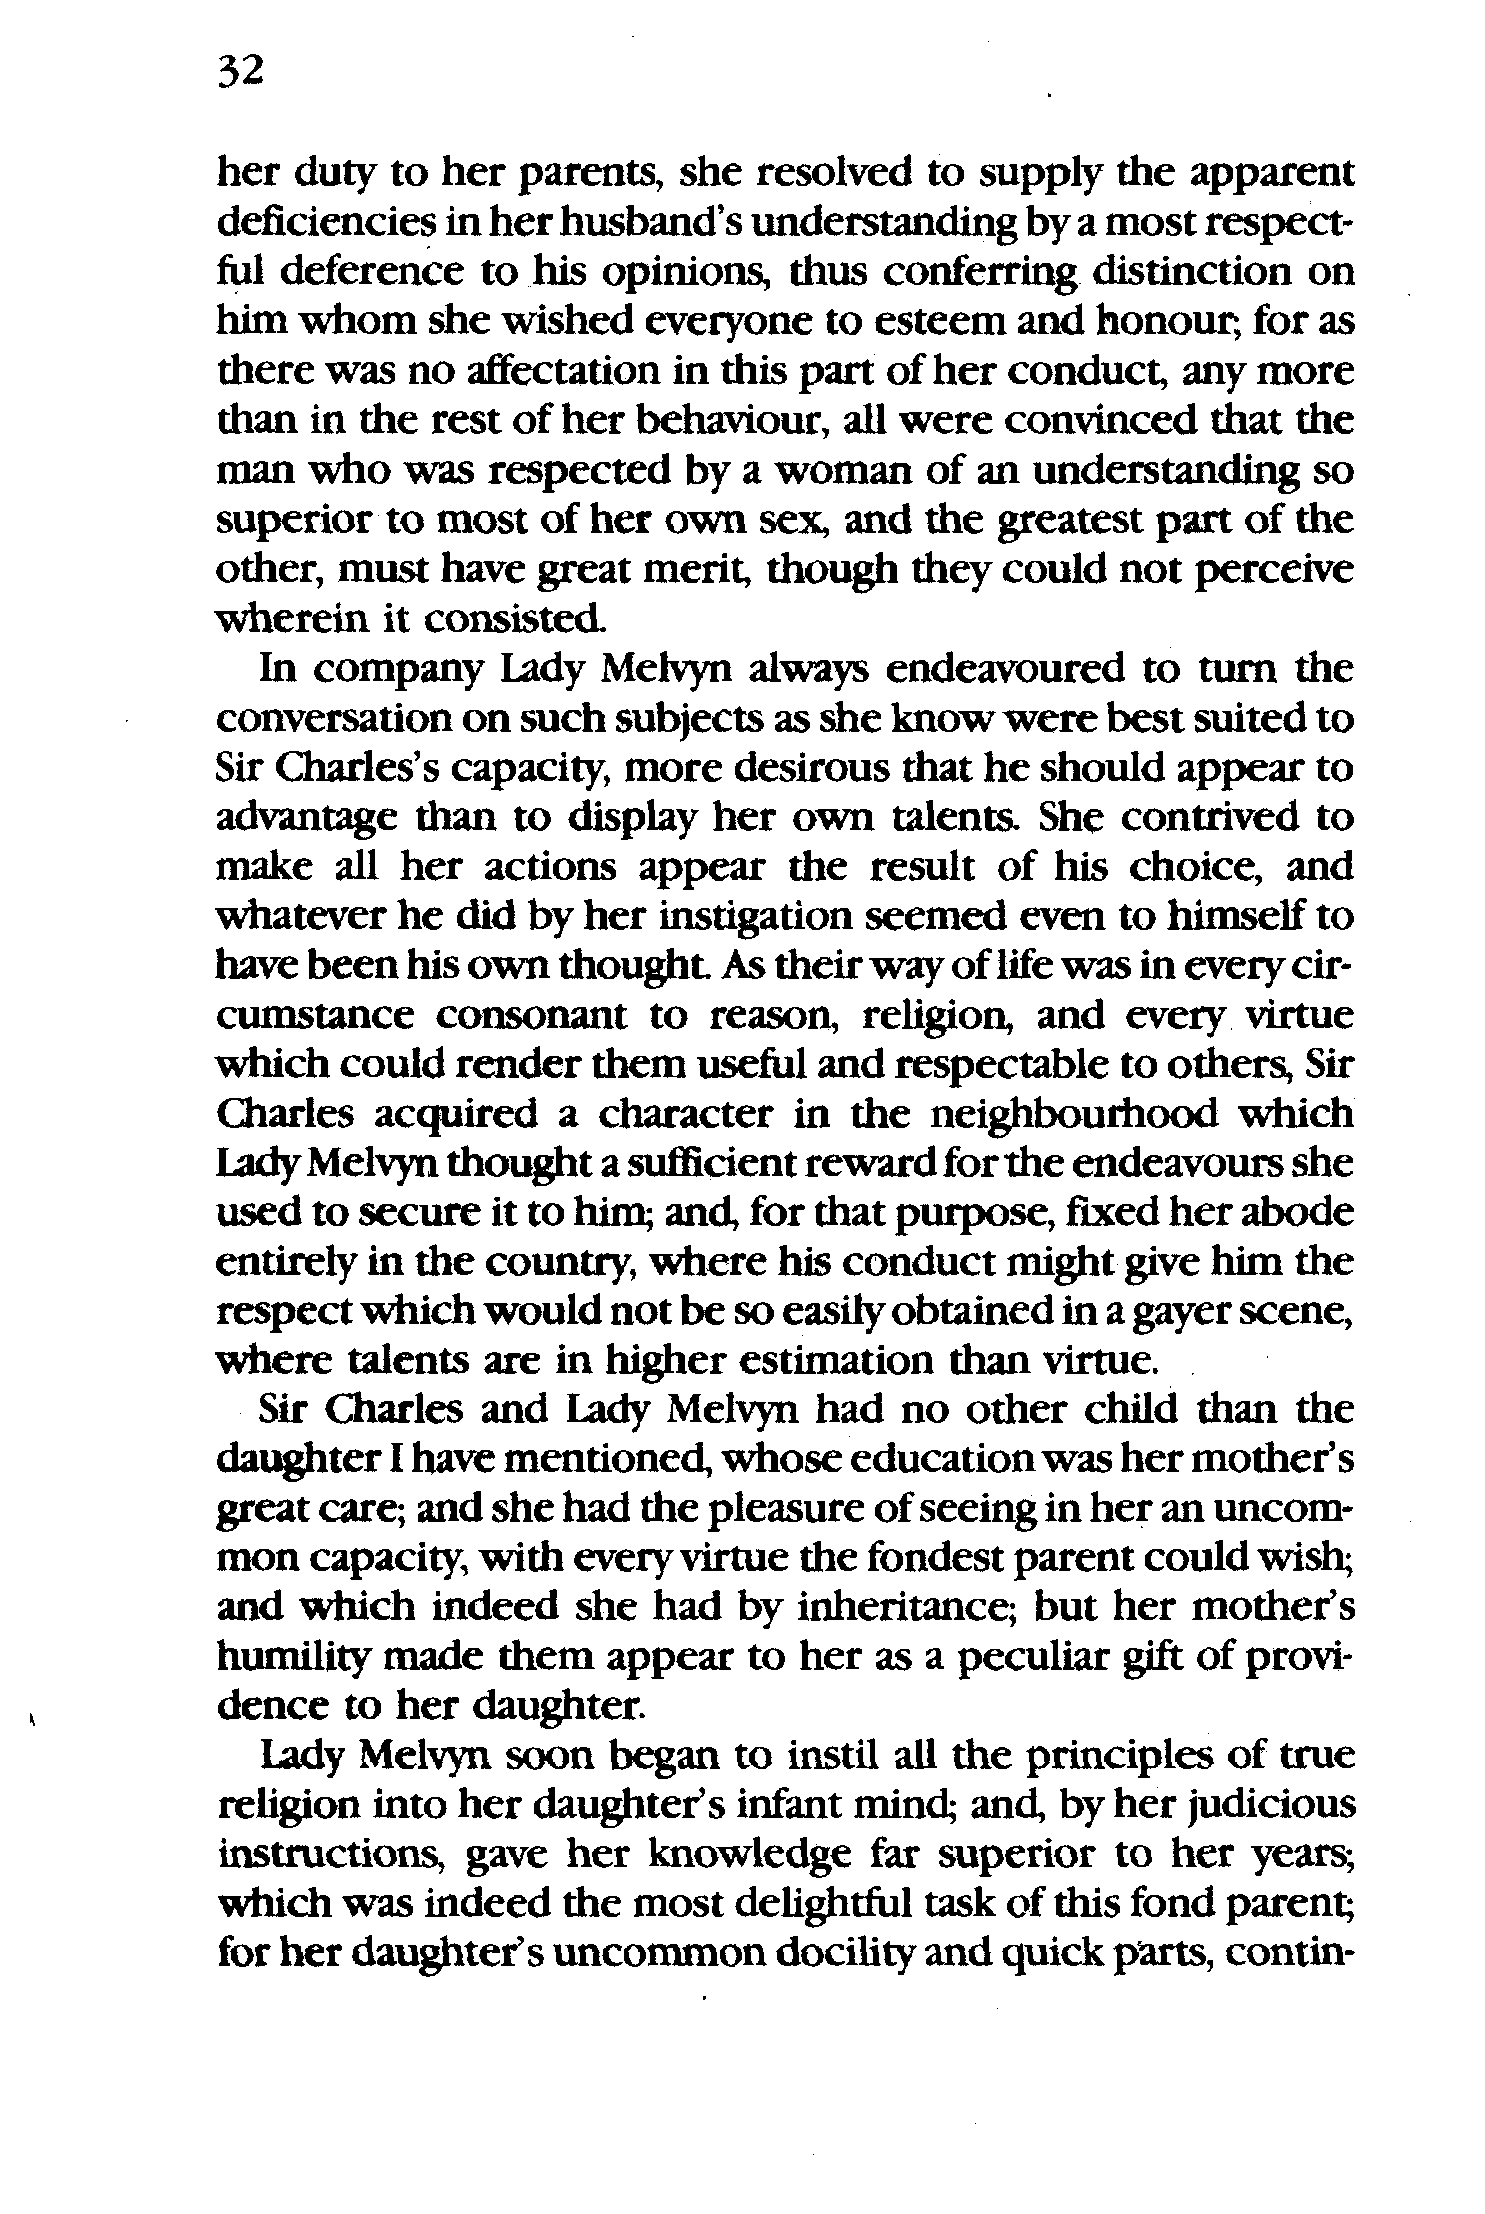 32
her duty to her parents, she resolved to supply the apparent
deficiencies in her husband's understanding by a most respect-
ful deference to his opinions, thus conferring distinction on
him whom she wished everyone to esteem and honour; for as
there was no affectation in this part of her conduct, any more
than in the rest of her behaviour, all were convinced that the
man who was respected by a woman of an understanding so
superior to most of her own sex, and the greatest part of the
other, must have great merit, though they could not perceive
wherein it consisted.
In company Lady Melvyn always endeavoured to turn the
conversation on such subjects as she know were best suited to
Sir Charles's capacity, more desirous that he should appear to
advantage than to display her own talents. She contrived to
make all her actions appear the result of his choice, and
whatever he did by her instigation seemed even to himself to
have been his own thought. As their way of life was in every cir-
cumstance consonant to reason, religion, and every virtue
which could render them useful and respectable to others, Sir
Charles acquired a character in the neighbourhood which
Lady Melvyn thought a sufficient reward for the endeavours she
used to secure it to him; and, for that purpose, fixed her abode
entirely in the country, where his conduct might give him the
respect which would not be so easily obtained in a gayer scene,
where talents are in higher estimation than virtue.
Sir Charles and Lady Melvyn had no other child than the
daughter I have mentioned, whose education was her mother's
great care; and she had the pleasure of seeing in her an uncom-
mon capacity, with every virtue the fondest parent could wish;
and which indeed she had by inheritance; but her mother's
humility made them appear to her as a peculiar gift of provi-
dence to her daughter.
Lady Melvyn soon began to instil all the principles of true
religion into her daughter's infant mind; and, by her judicious
instructions, gave her knowledge far superior to her years;
which was indeed the most delightful task of this fond parent;
for her daughter's uncommon docility and quick parts, contin-